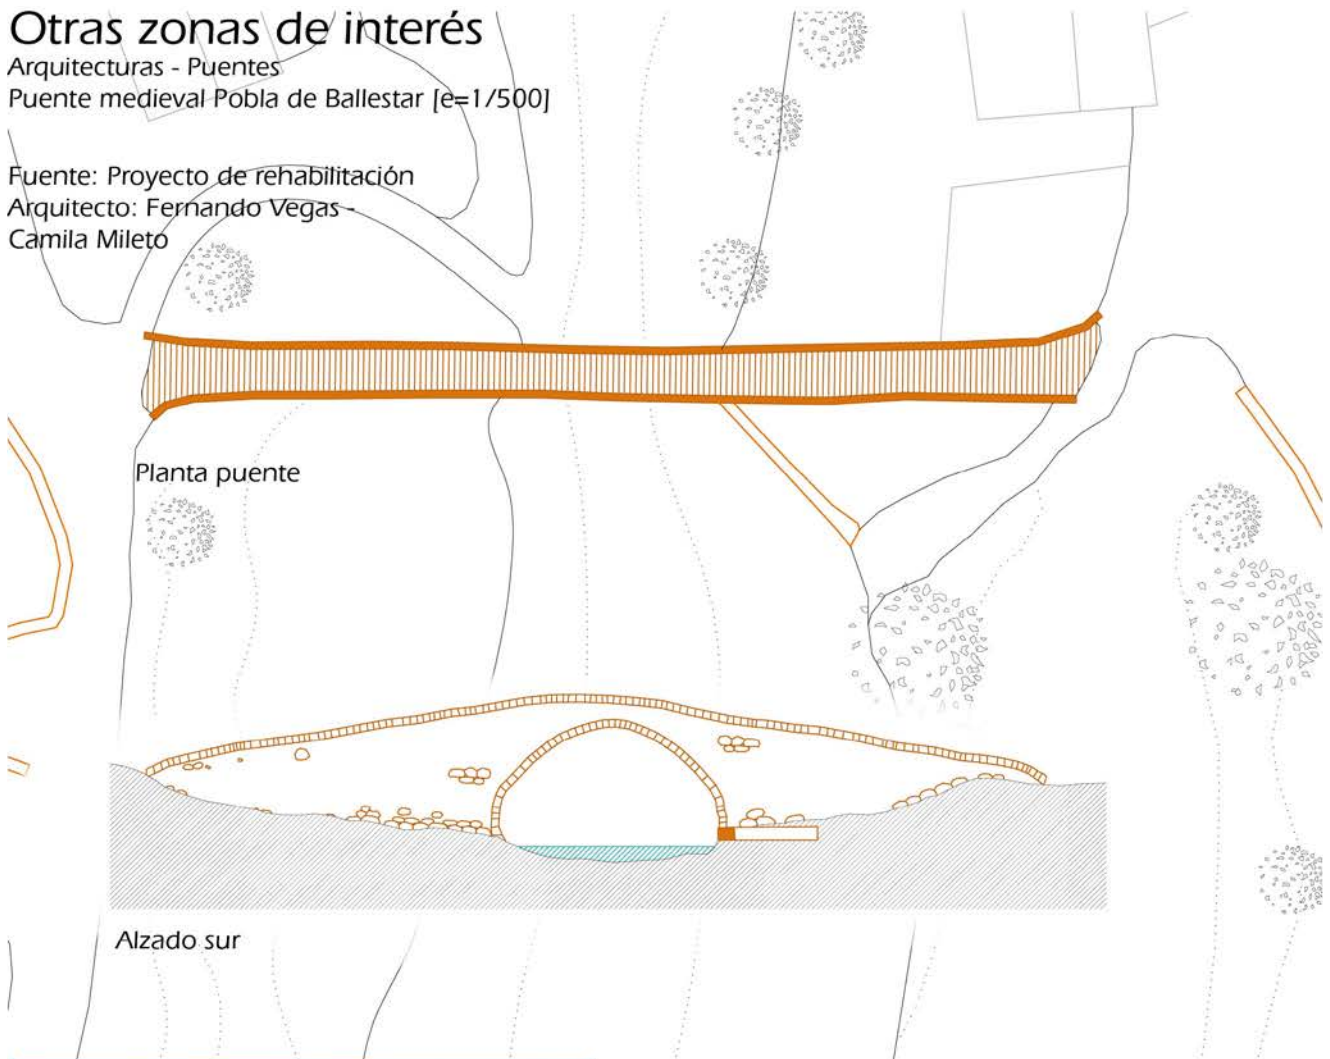 Otras zonas de interés
Arquitecturas - Puentes
Puente medieval Pobla de Ballestar [e=1/500]
Fuente: Proyecto de rehabilitación
Arquitecto: Fernando Vegas -
Camila Mileto
Planta puente
Alzado sur